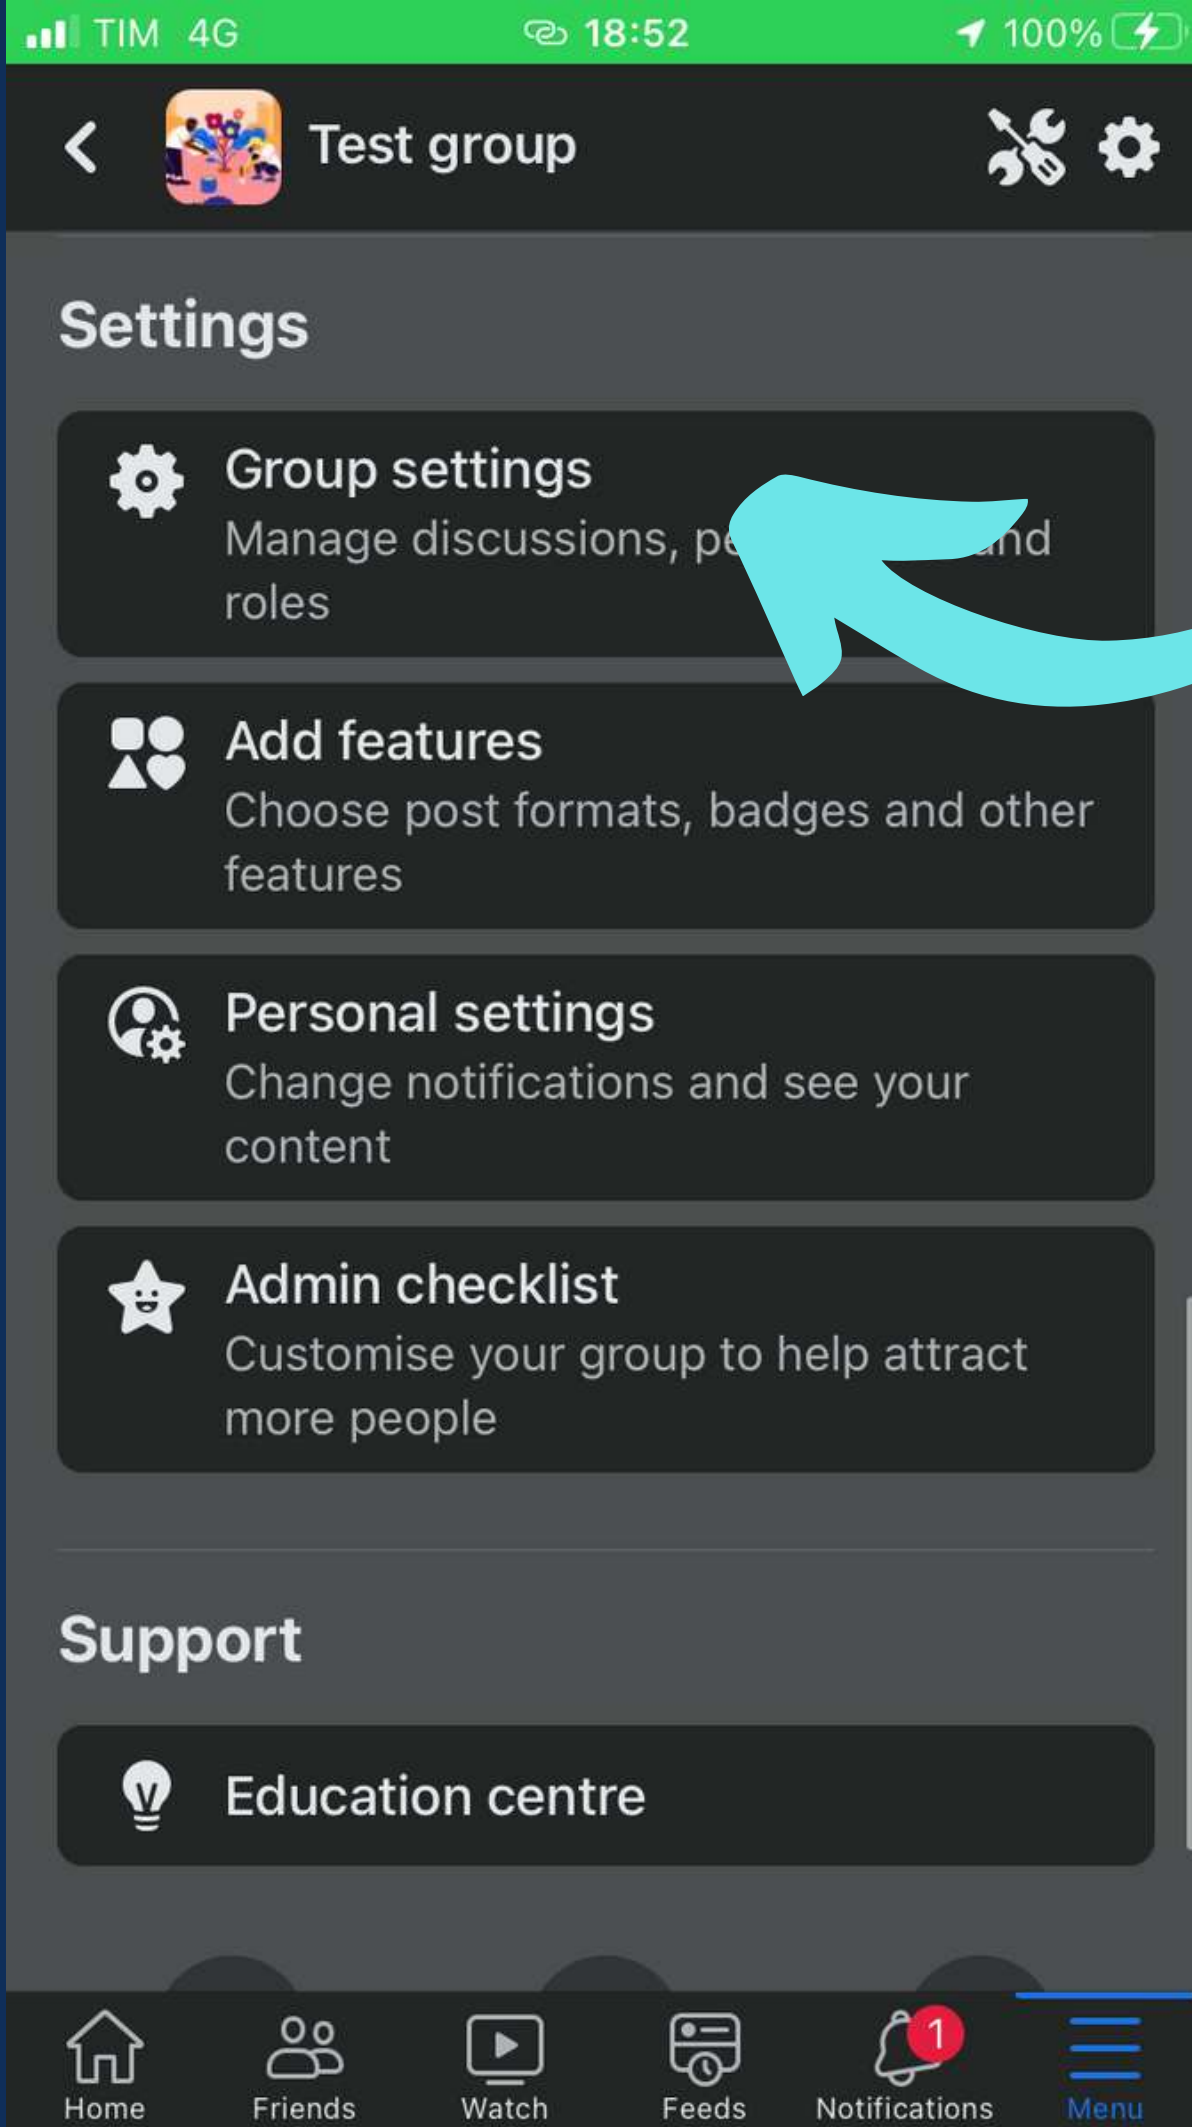 TIM 4G 18:52 100%
Test group
Settings
Group settings
Manage discussions, and
roles
Add features
Choose post formats, badges and other
features
Personal settings
Change notifications and see your
content
Admin checklist
Customise your group to help attract
more people
Support
Education centre
1
Home Friends Watch Feeds Notifications Menu